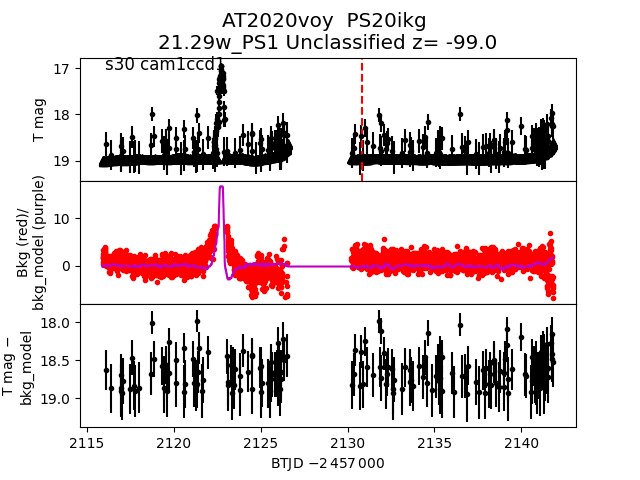 AT2020voy  PS20ikg
21.29w_PS1 Unclassified z= -99.0
s30 cam1ccd1
T mag
17
18
19
Bkg (red)/
bkg_model (purple)
10
0
T mag −
bkg_model
18.0
18.5
19.0
2115
2120
2125
2130
2135
2140
BTJD −2 457 000